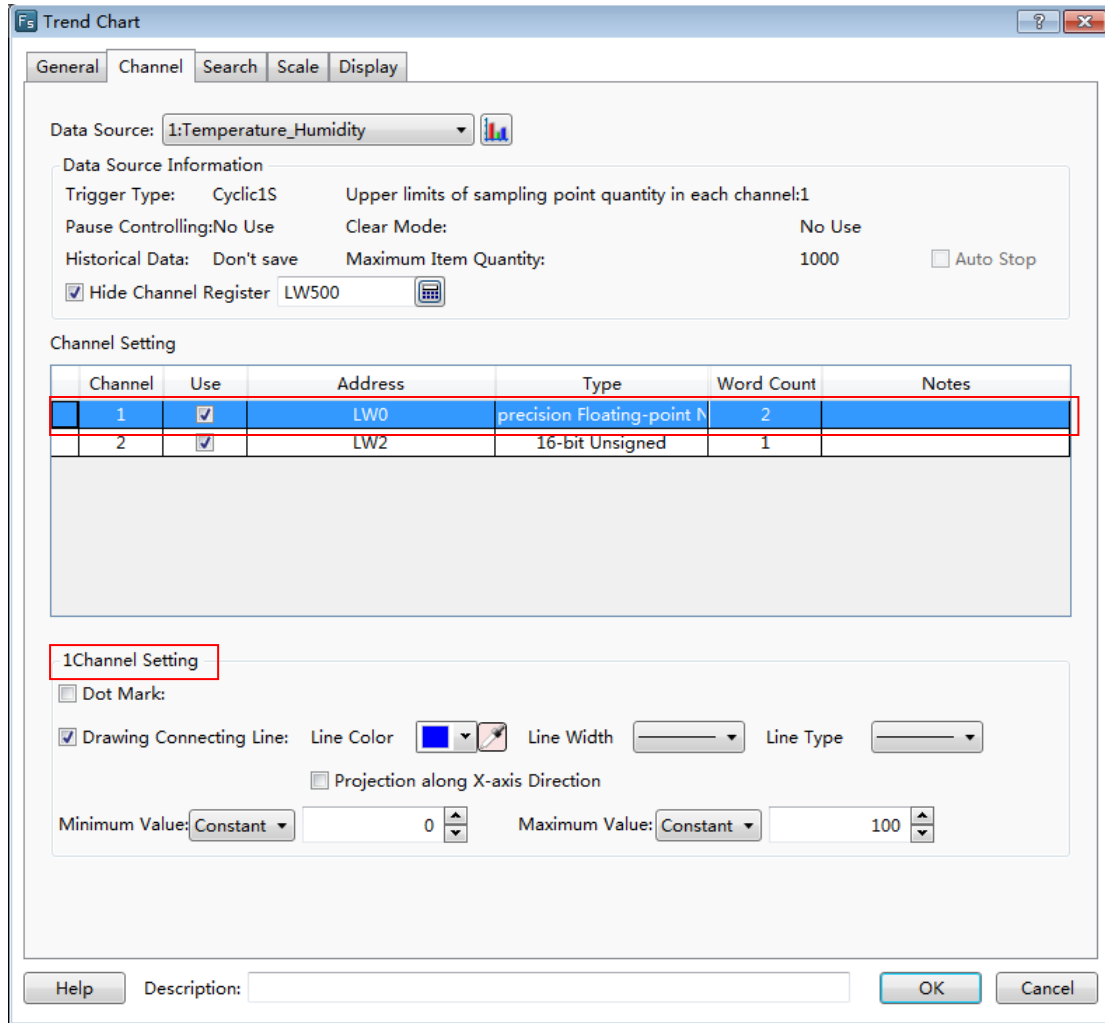 Fs Trend Chart
General Channel Search Scale Display
Data Source: 1:Temperature_Humidity
Data Source Information
Trigger Type: Cyclic1S Upper limits of sampling point quantity in each channel:1
Pause Controlling:No Use Clear Mode: No Use
Historical Data: Don't save Maximum Item Quantity: 1000 Auto Stop
Hide Channel Register LW500
Channel Setting
Channel Use Address Type Word Count Notes
1 LW0 precision Floating-point N 2
2 LW2 16-bit Unsigned 1
1Channel Setting
Dot Mark:
Drawing Connecting Line: Line Color Line Width Line Type
Projection along X-axis Direction
Minimum Value: Constant 0 Maximum Value: Constant 100
Help Description: OK Cancel